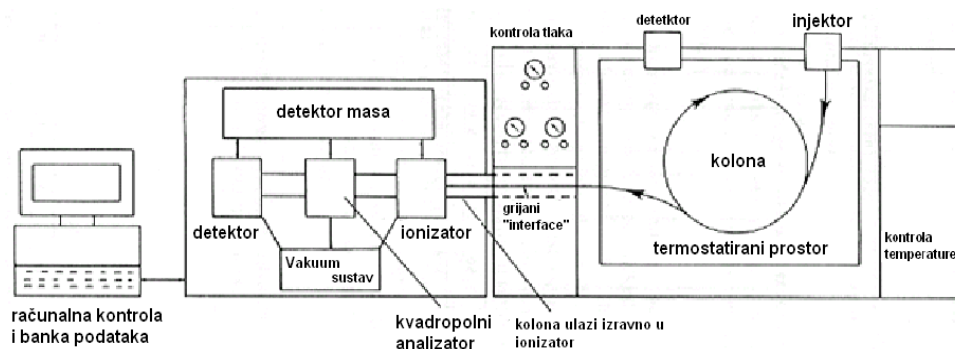 detetktor
injektor
kontrola tlaka
detektor masa
kolona
detektor
ionizator
grijani
"interface"
termostatirani prostor
kontrola
temperature
Vakuum
sustav
računalna kontrola
i banka podataka
kvadropolni
analizator
kolona ulazi izravno u
ionizator